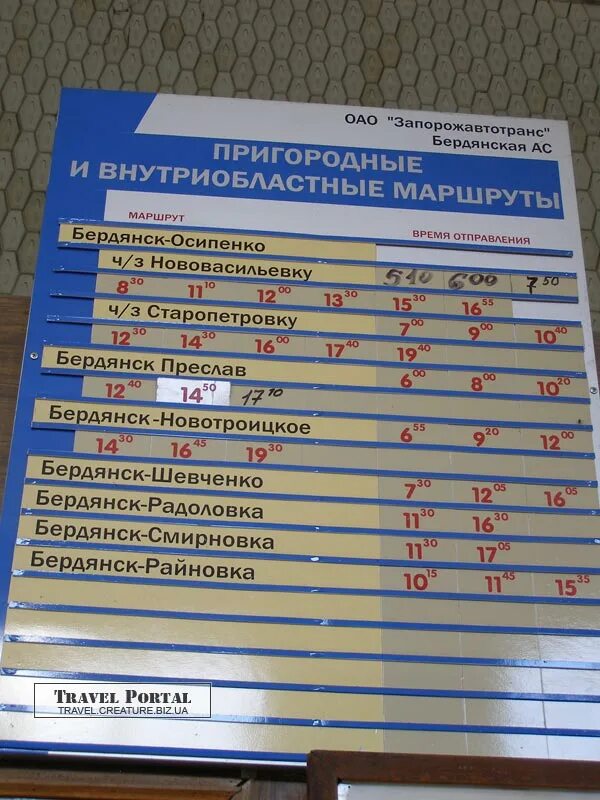 ОАО "Запорожавтотранс"
Бердянская АС
ПРИГОРОДНЫЕ
И ВНУТРИОБЛАСТНЫЕ МАРШРУТЫ
МАРШРУТ ВРЕМЯ ОТПРАВЛЕНИЯ
Бердянск-Осипенко
ч/з Нововасильевку 5 10 6 00 7 50
8 30 11 10 12 00 13 30 15 30 16 55
ч/з Старопетровку 7 00 9 00 10 40
12 30 14 30 16 00 17 40 19 40
Бердянск Преслав 6 00 8 00 10 20
12 40 14 50 17 10
Бердянск-Новотроицкое 6 55 9 20 12 00
14 30 16 45 19 30
Бердянск-Шевченко 7 30 12 05 16 05
Бердянск-Радоловка 11 30 16 30
Бердянск-Смирновка 11 30 17 05
Бердянск-Райновка 10 15 11 45 15 35
TRAVEL PORTAL
TRAVEL.CREATURE.BIZ.UA